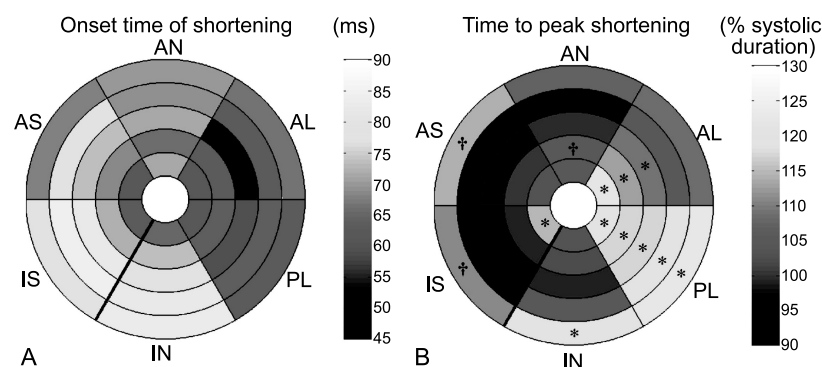 Onset time of shortening (ms)
AN
AS
AL
IS
PL
IN
A
90
85
80
75
70
65
60
55
50
45
Time to peak shortening (% systolic duration)
AN
AS
AL
IS
PL
IN
B
†
†
†
* * *
* * * *
*
*
130
125
120
115
110
105
100
95
90